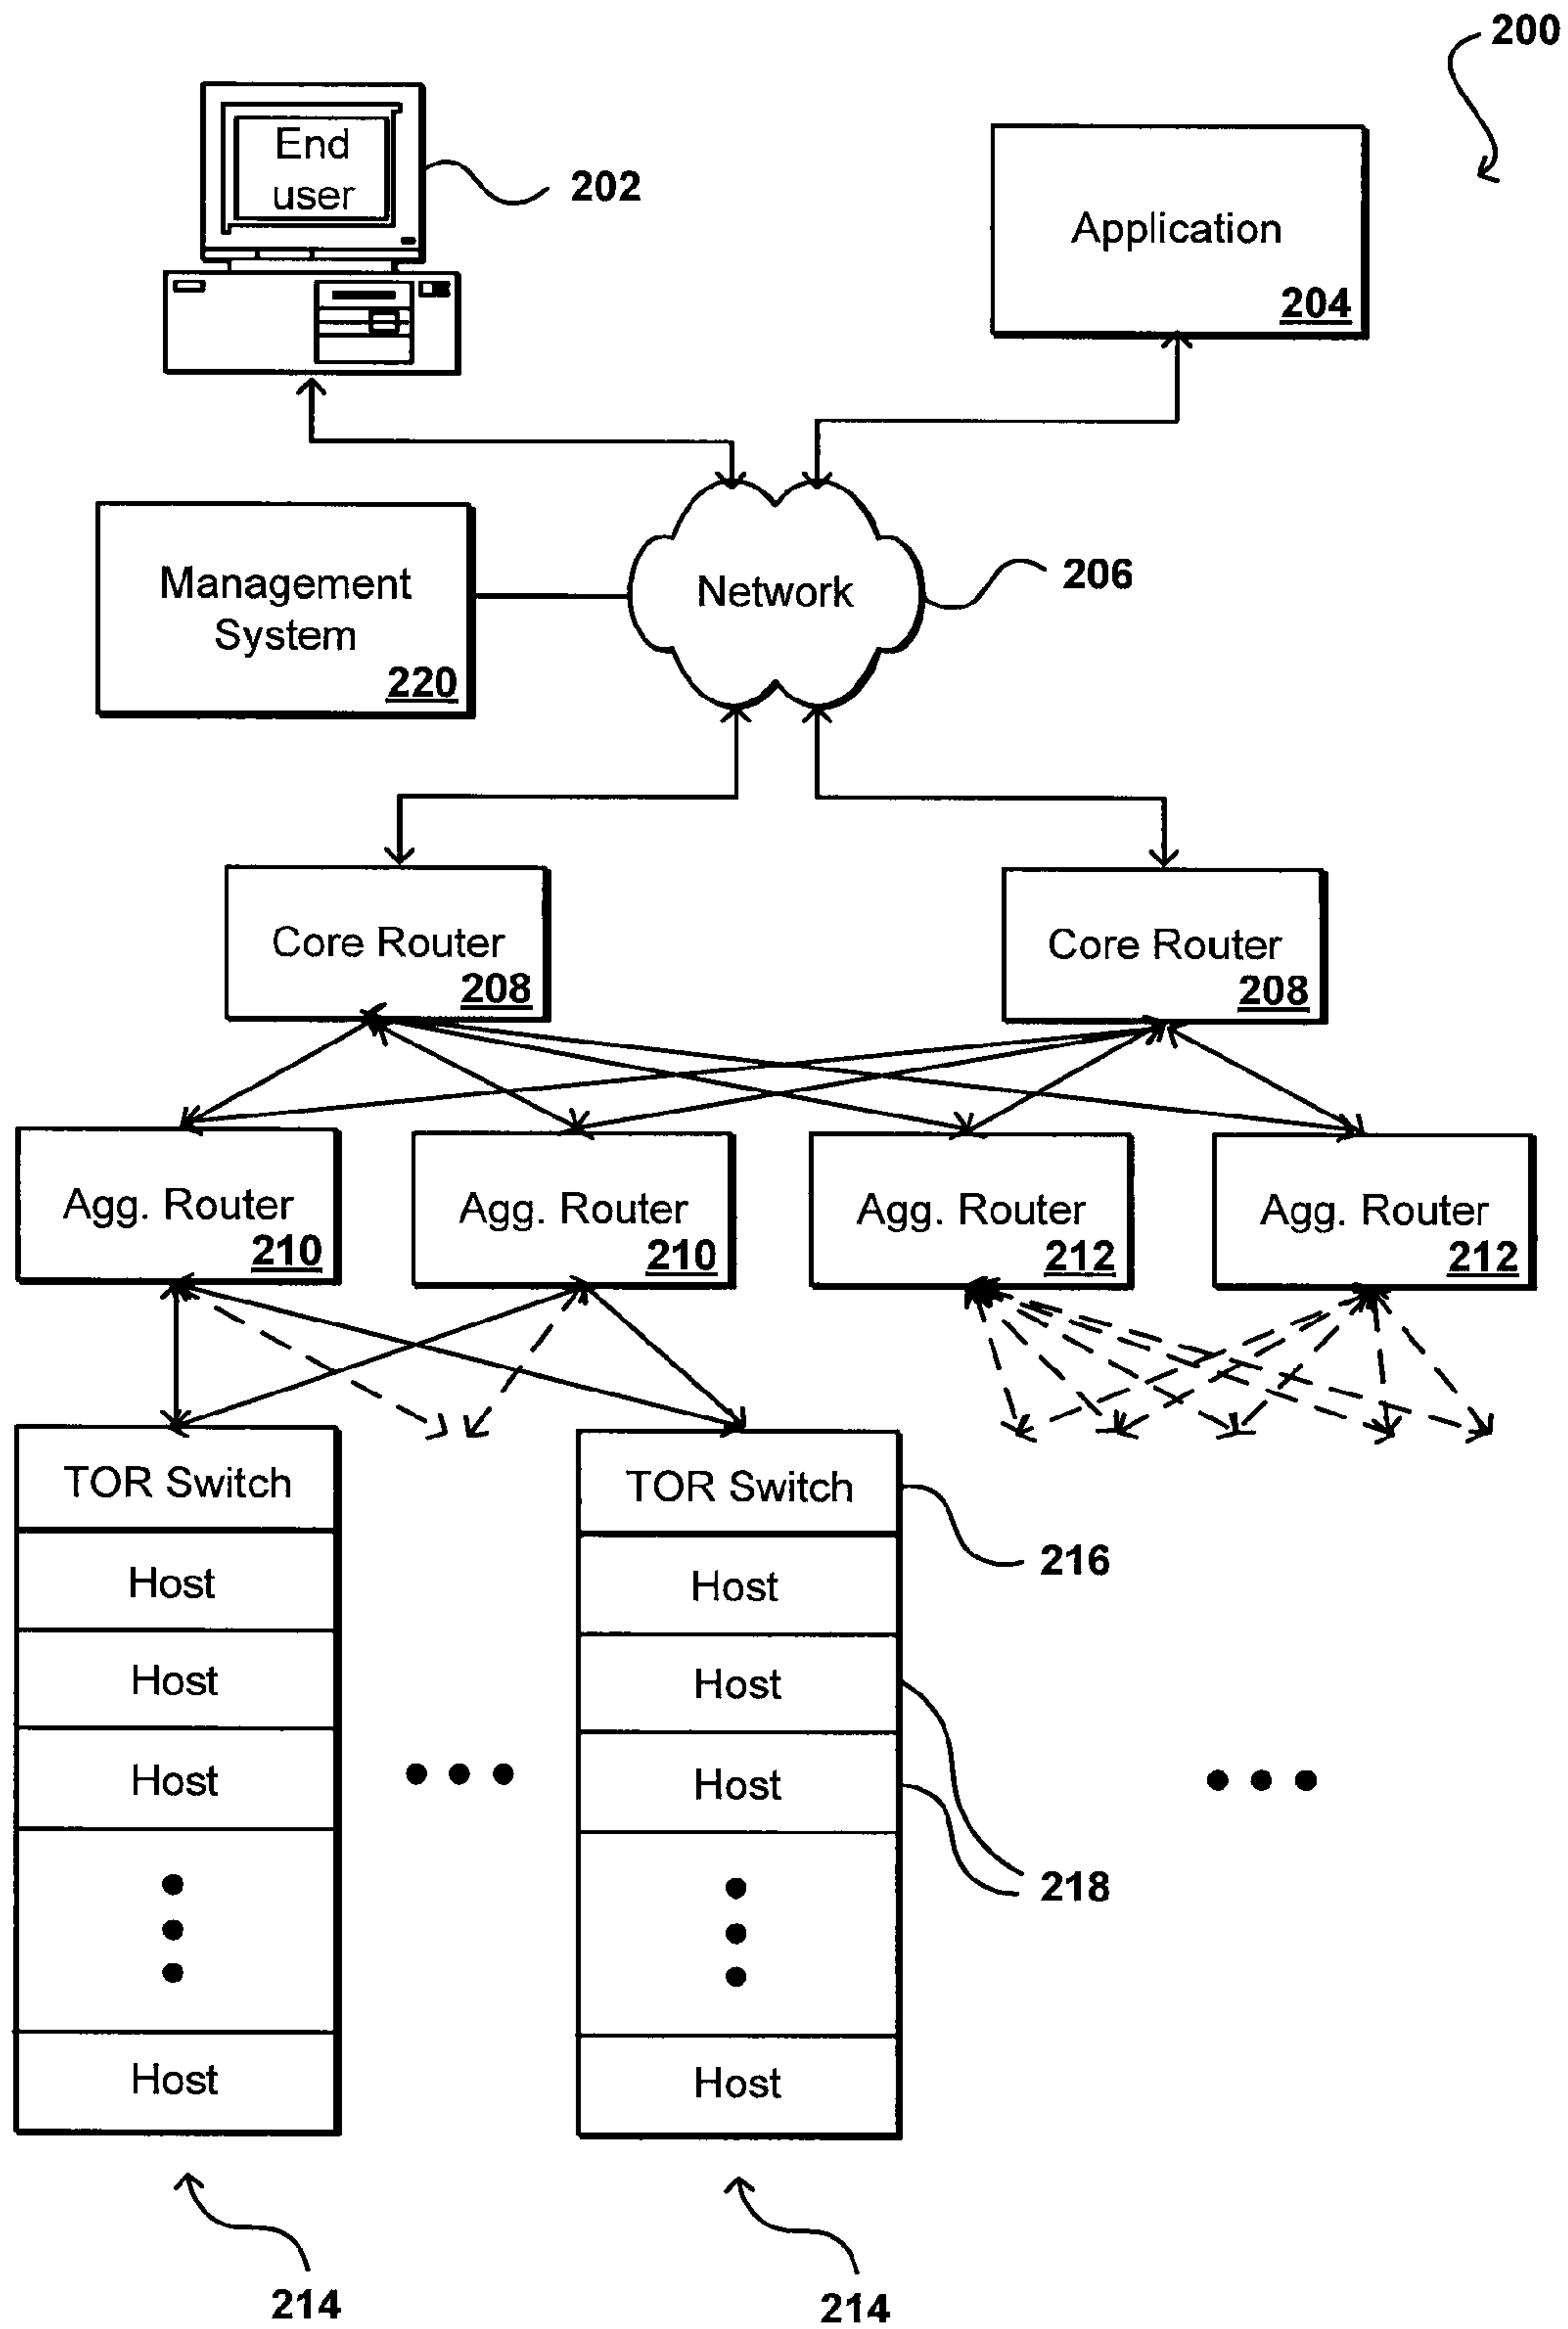 200
End
user
202
Application
204
Management
System
220
Network
206
Core Router
208
Core Router
208
Agg. Router
210
Agg. Router
210
Agg. Router
212
Agg. Router
212
TOR Switch
Host
Host
Host
Host
TOR Switch
Host
Host
Host
Host
216
218
214
214